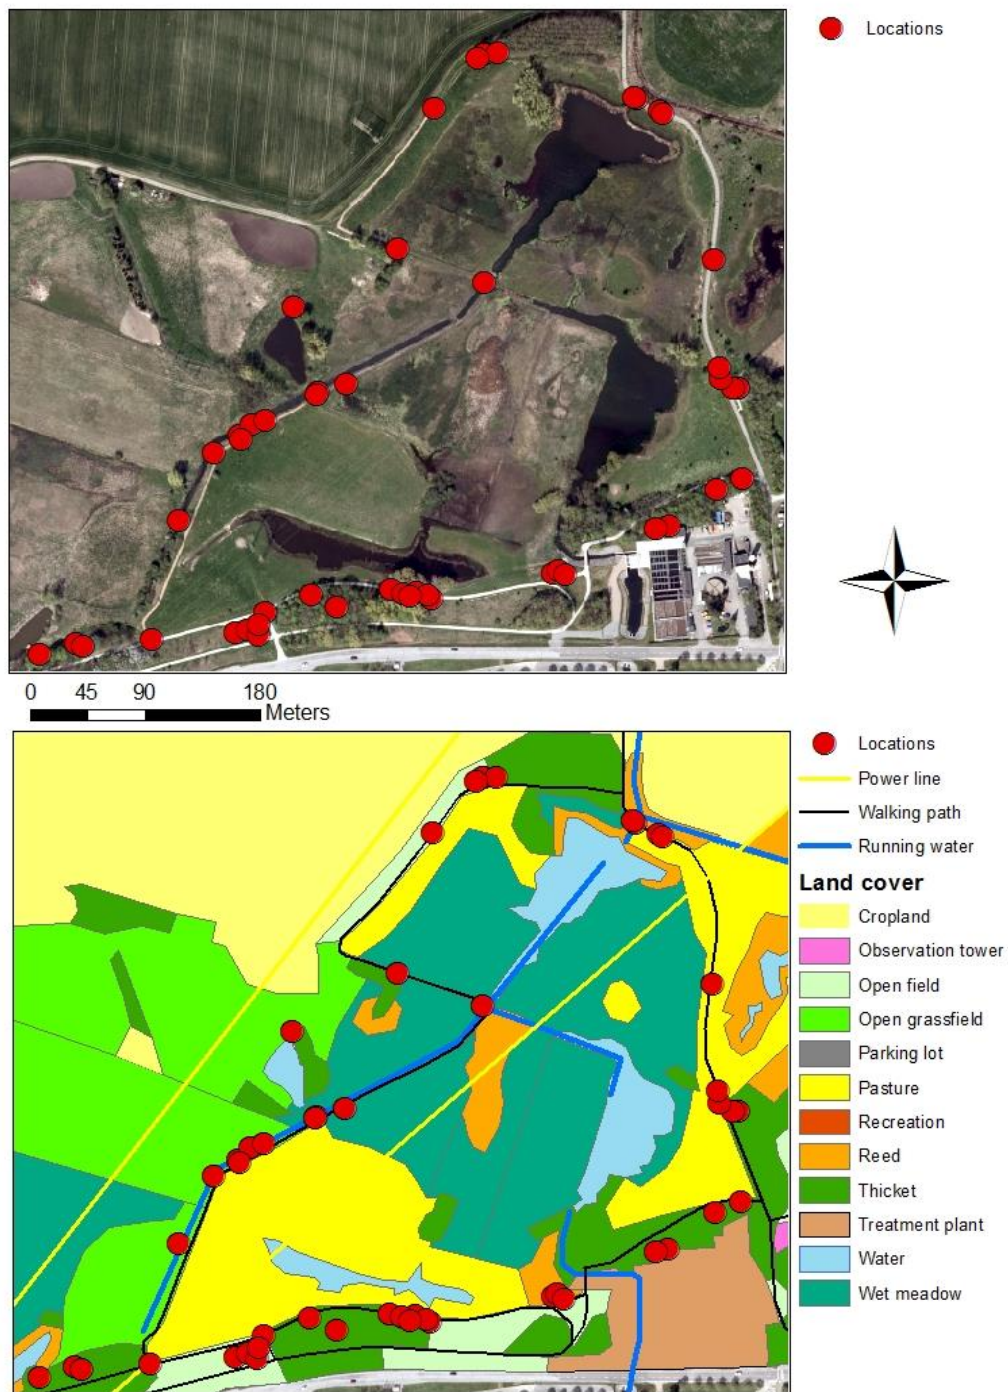 Locations
0 45 90 180
Meters
Locations
Power line
Walking path
Running water
Land cover
Cropland
Observation tower
Open field
Open grassfield
Parking lot
Pasture
Recreation
Reed
Thicket
Treatment plant
Water
Wet meadow